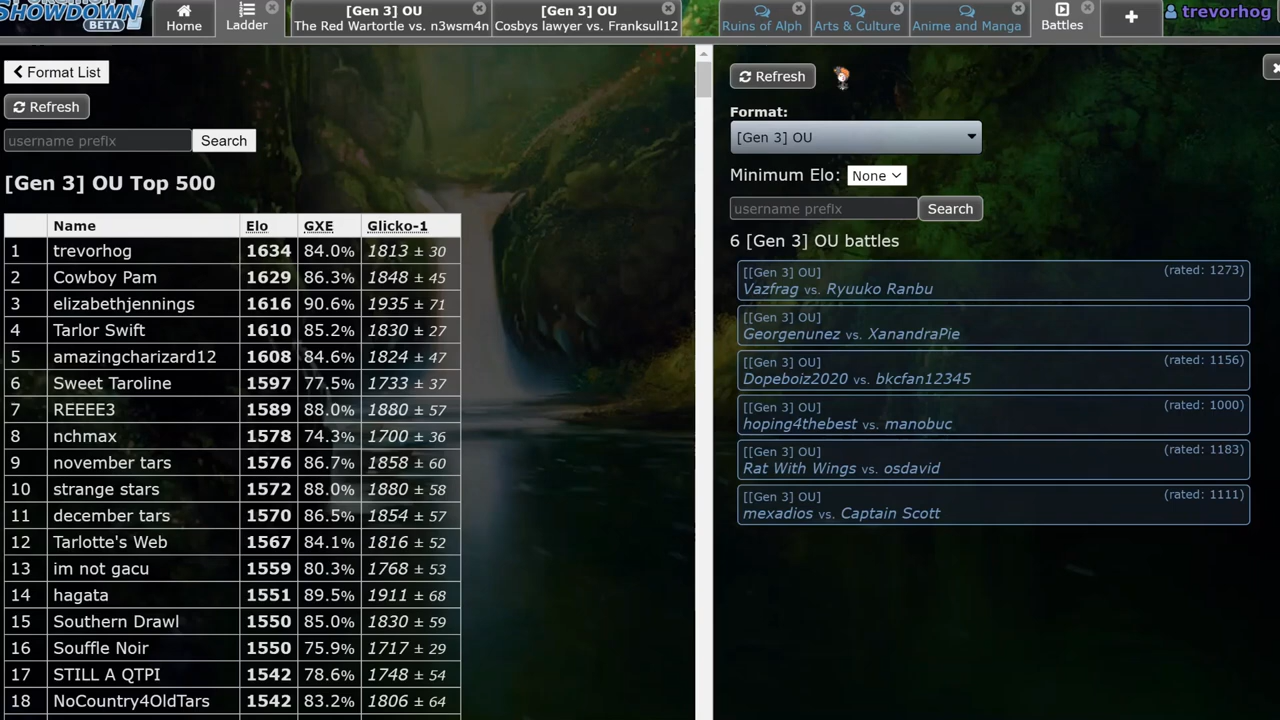 SHOWDOWN
BETA
Home
Ladder
[Gen 3] OU
The Red Wartortle vs. n3wsm4n
[Gen 3] OU
Cosbys lawyer vs. Franksull12
Ruins of Alph
Arts & Culture
Anime and Manga
Battles
trevorhog
Format List
Refresh
username prefix
Search
[Gen 3] OU Top 500
Name Elo GXE Glicko-1
1 trevorhog 1634 84.0% 1813 ± 30
2 Cowboy Pam 1629 86.3% 1848 ± 45
3 elizabethjennings 1616 90.6% 1935 ± 71
4 Tarlor Swift 1610 85.2% 1830 ± 27
5 amazingcharizard12 1608 84.6% 1824 ± 47
6 Sweet Taroline 1597 77.5% 1733 ± 37
7 REEEE3 1589 88.0% 1880 ± 57
8 nchmax 1578 74.3% 1700 ± 36
9 november tars 1576 86.7% 1858 ± 60
10 strange stars 1572 88.0% 1880 ± 58
11 december tars 1570 86.5% 1854 ± 57
12 Tarlotte's Web 1567 84.1% 1816 ± 52
13 im not gacu 1559 80.3% 1768 ± 53
14 hagata 1551 89.5% 1911 ± 68
15 Southern Drawl 1550 85.0% 1830 ± 59
16 Souffle Noir 1550 75.9% 1717 ± 29
17 STILL A QTPI 1542 78.6% 1748 ± 54
18 NoCountry4OldTars 1542 83.2% 1806 ± 64
Refresh
Format:
[Gen 3] OU
Minimum Elo: None
username prefix
Search
6 [Gen 3] OU battles
[[Gen 3] OU] (rated: 1273)
Vazfrag vs. Ryuuko Ranbu
[[Gen 3] OU]
Georgenunez vs. XanandraPie
[[Gen 3] OU] (rated: 1156)
Dopeboiz2020 vs. bkcfan12345
[[Gen 3] OU] (rated: 1000)
hoping4thebest vs. manobuc
[[Gen 3] OU] (rated: 1183)
Rat With Wings vs. osdavid
[[Gen 3] OU] (rated: 1111)
mexadios vs. Captain Scott